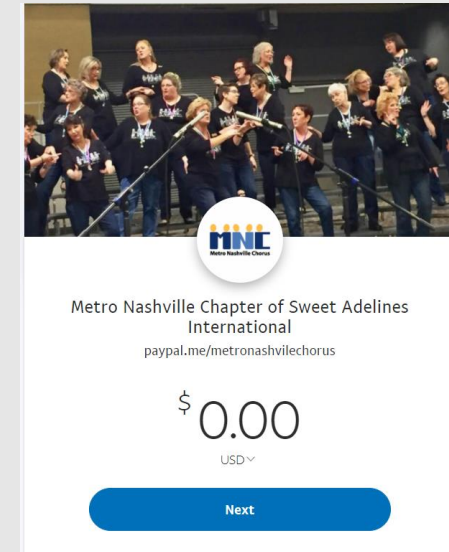 MNC
Metro Nashville Chorus
Metro Nashville Chapter of Sweet Adelines
International
paypal.me/metronashvilechorus
$0.00
USD
Next